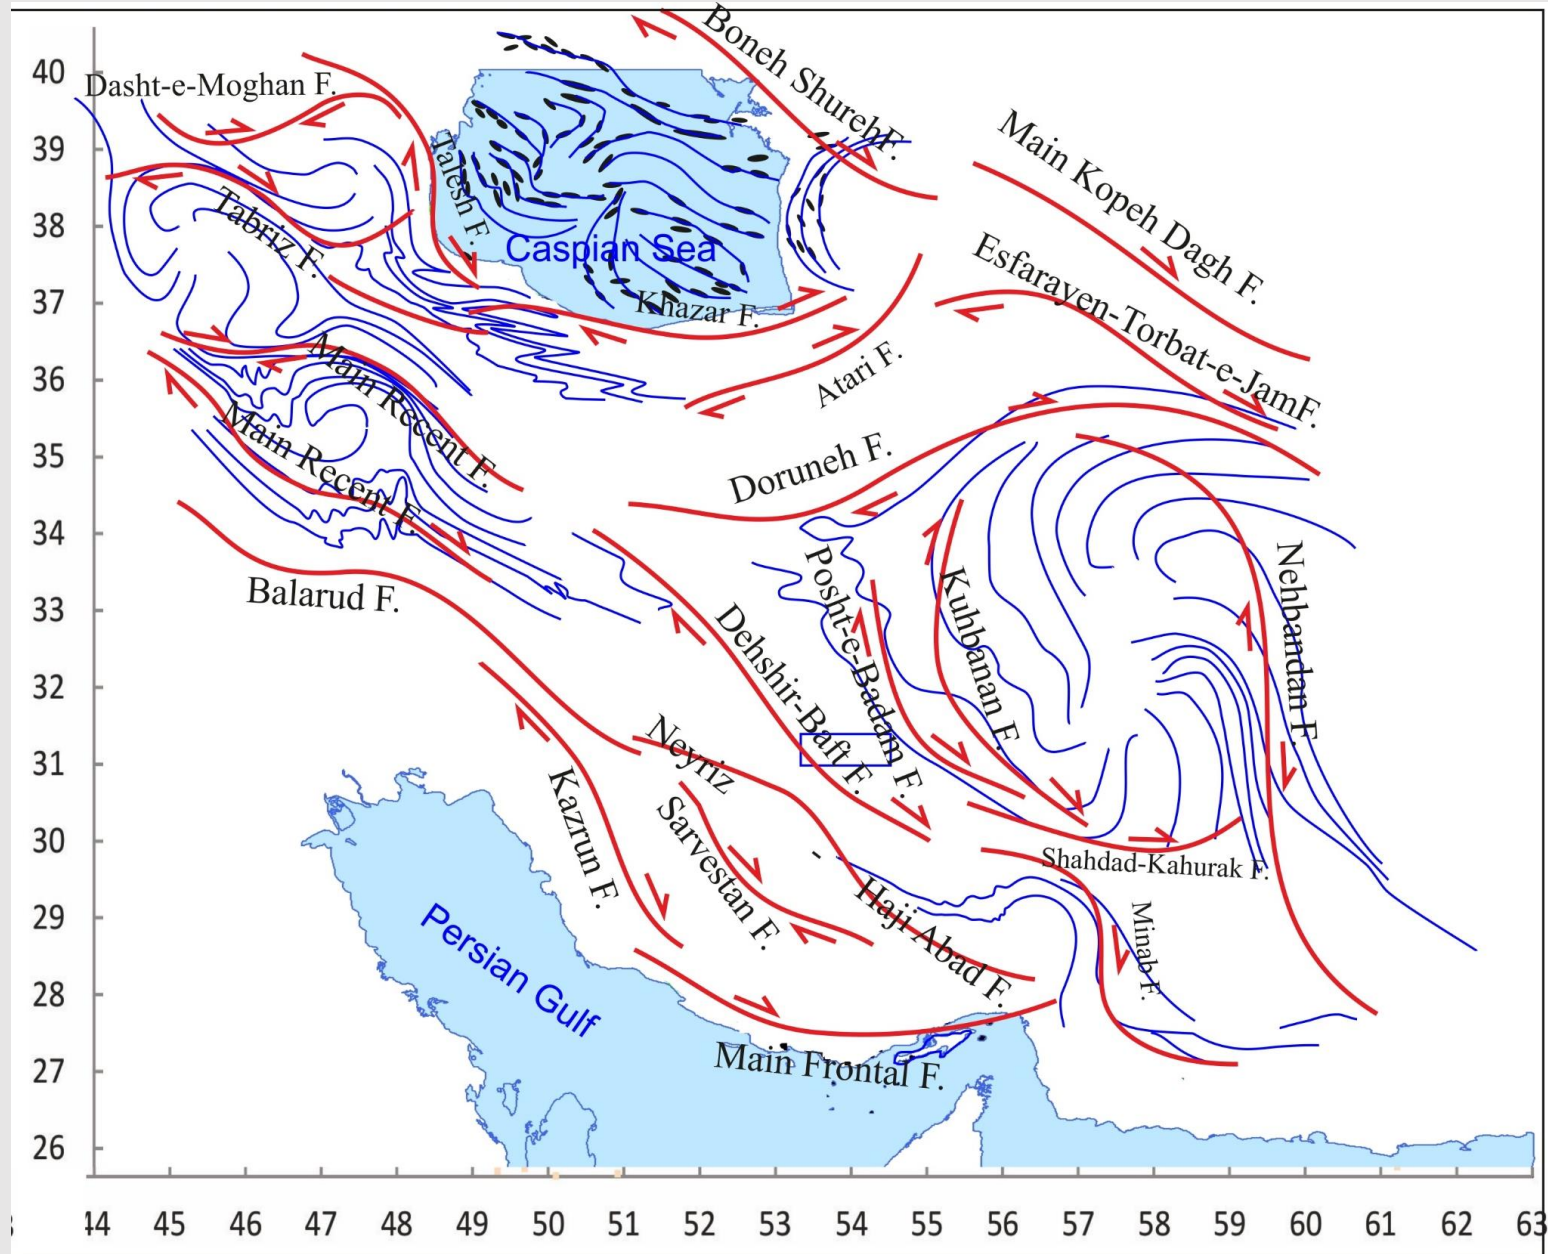 Boneh Shureh F.
40
Dasht-e-Moghan F.
Main Kopeh Dagh F.
39
Talesh F.
38
Tabriz F.
Caspian Sea
Esfarayen-Torbat-e-JamF.
37
Khazar F.
36
Main Recent F.
Atari F.
35
Main Recent F.
Doruneh F.
34
Nehbandan F.
Posht-e-Badam F.
Kuhbanan F.
33
Balarud F.
Dehshir-Baft F.
32
31
Neyriz
Kazrun F.
Sarvestan F.
30
Shahdad-Kahurak F.
29
Haji Abad F.
Minab F.
Persian Gulf
28
27
Main Frontal F.
26
44 45 46 47 48 49 50 51 52 53 54 55 56 57 58 59 60 61 62 63